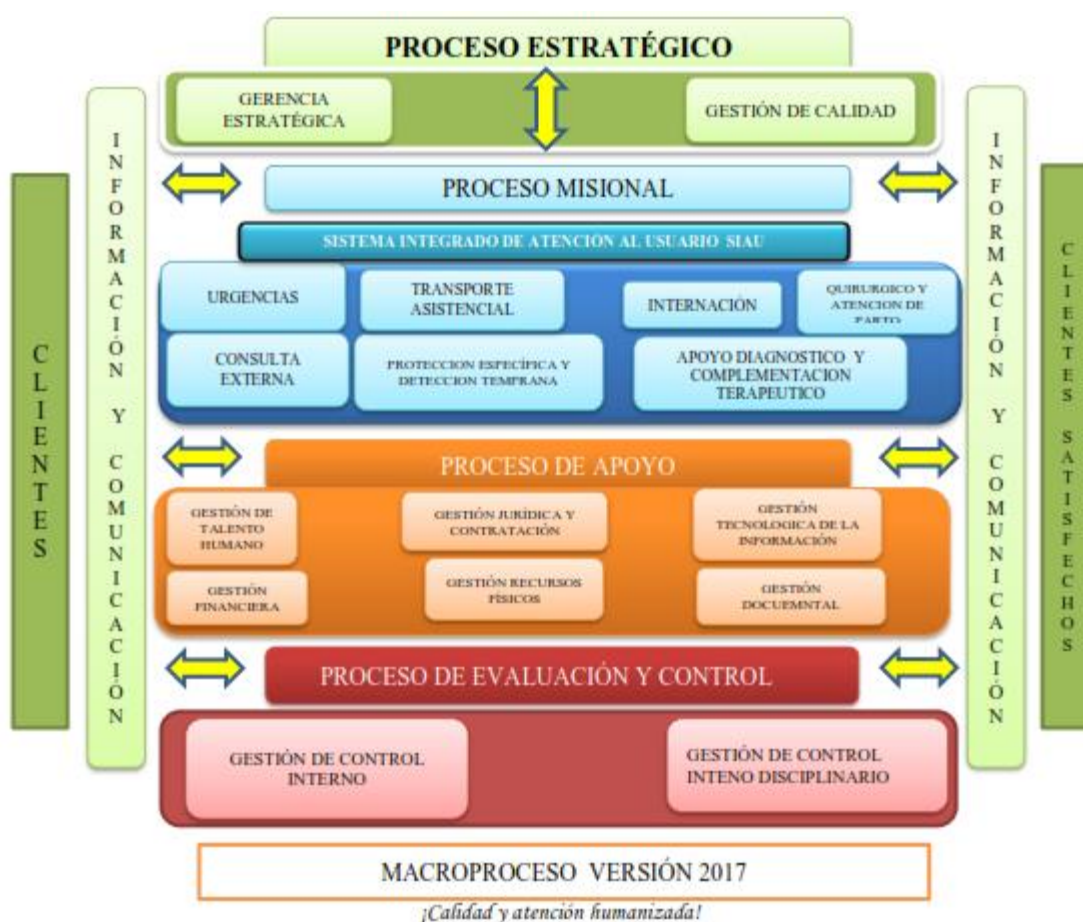 PROCESO ESTRATÉGICO
GERENCIA
ESTRATÉGICA
GESTIÓN DE CALIDAD
CLIENTES
INFORMACIÓN Y COMUNICACIÓN
PROCESO MISIONAL
SISTEMA INTEGRADO DE ATENCIÓN AL USUARIO SIAU
URGENCIAS
TRANSPORTE
ASISTENCIAL
INTERNACIÓN
QUIRURGICO Y
ATENCION DE
PARTO
CONSULTA
EXTERNA
PROTECCION ESPECÍFICA Y
DETECCION TEMPRANA
APOYO DIAGNOSTICO Y
COMPLEMENTACION
TERAPEUTICO
PROCESO DE APOYO
GESTIÓN DE
TALENTO
HUMANO
GESTIÓN JURÍDICA Y
CONTRATACIÓN
GESTIÓN
TECNOLOGICA DE LA
INFORMACIÓN
GESTIÓN
FINANCIERA
GESTIÓN RECURSOS
FÍSICOS
GESTIÓN
DOCUEMNTAL
PROCESO DE EVALUACIÓN Y CONTROL
GESTIÓN DE CONTROL
INTERNO
GESTIÓN DE CONTROL
INTENO DISCIPLINARIO
INFORMACIÓN Y COMUNICACIÓN
CLIENTES SATISFECHOS
MACROPROCESO VERSIÓN 2017
¡Calidad y atención humanizada!